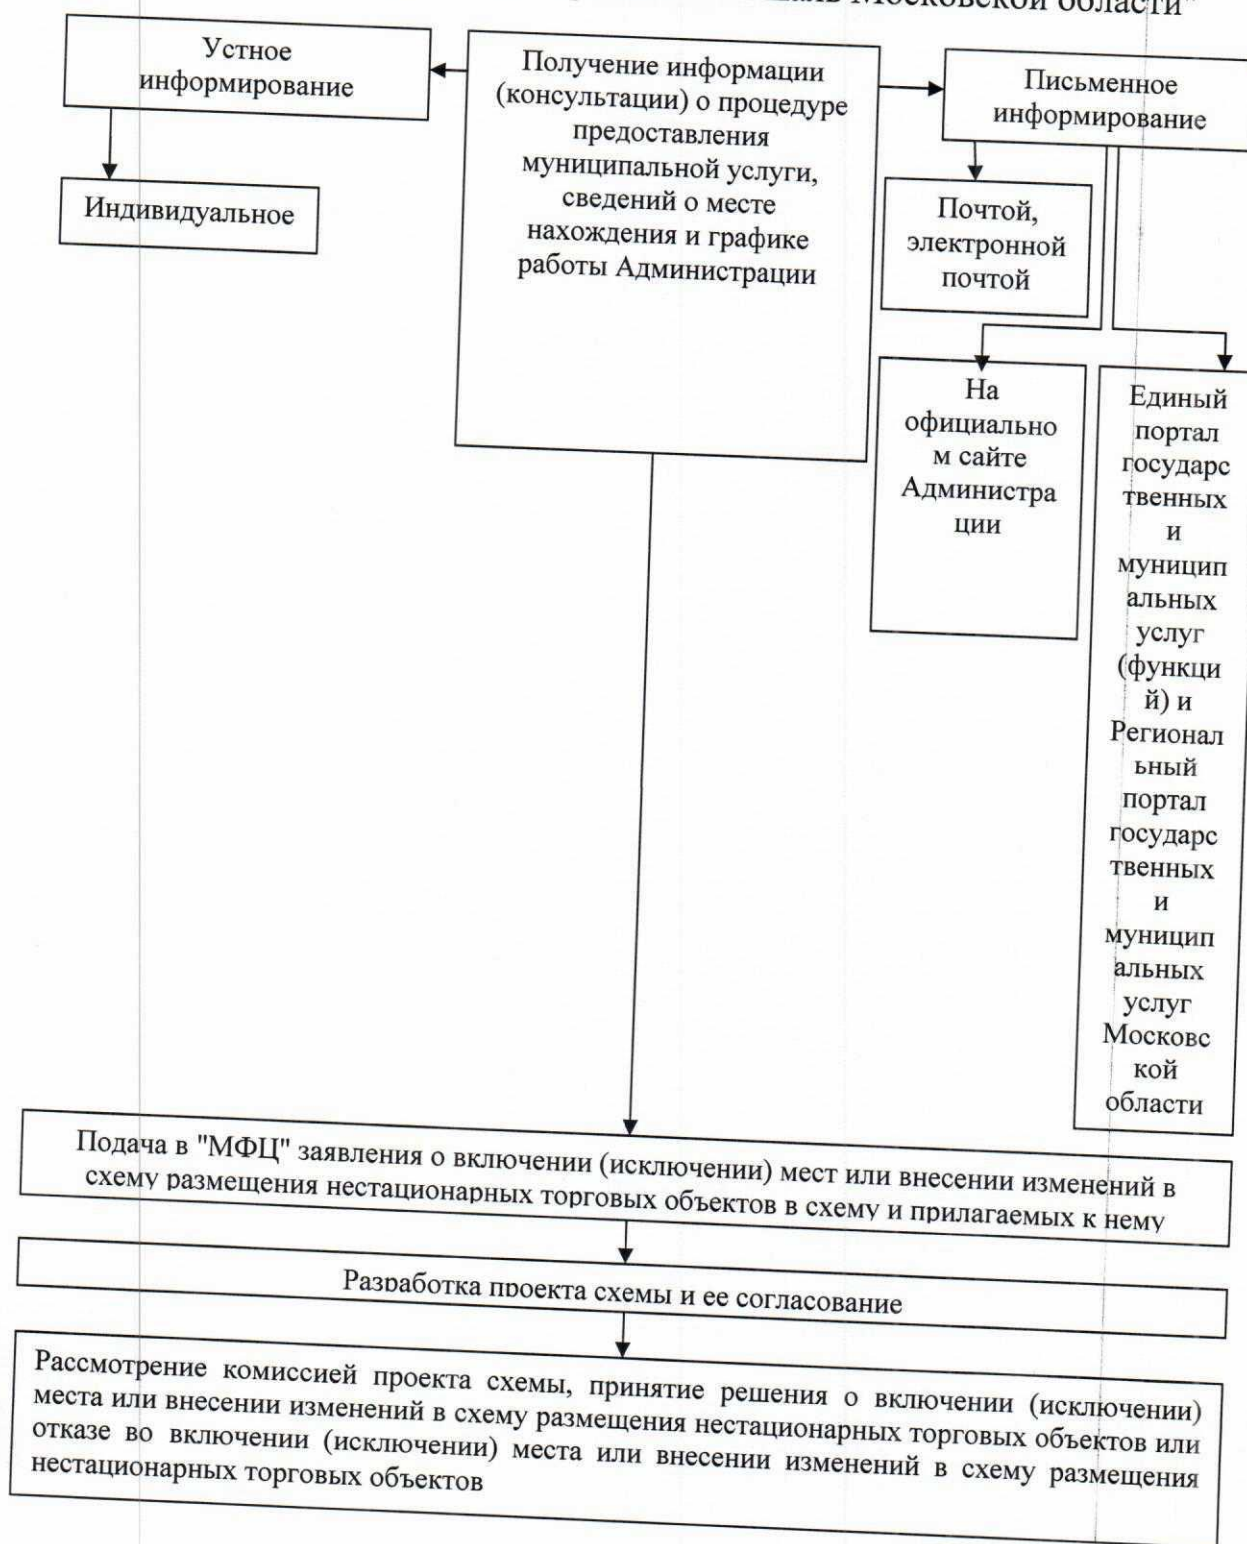 Московской области"
Устное
информирование
Получение информации
(консультации) о процедуре
предоставления
муниципальной услуги,
сведений о месте
нахождения и графике
работы Администрации
Письменное
информирование
Индивидуальное
Почтой,
электронной
почтой
На
официально
м сайте
Администра
ции
Единый
портал
государс
твенных
и
муницип
альных
услуг
(функци
й) и
Регионал
ьный
портал
государс
твенных
и
муницип
альных
услуг
Московс
кой
области
Подача в "МФЦ" заявления о включении (исключении) мест или внесении изменений в
схему размещения нестационарных торговых объектов в схему и прилагаемых к нему
Разработка проекта схемы и ее согласование
Рассмотрение комиссией проекта схемы, принятие решения о включении (исключении)
места или внесении изменений в схему размещения нестационарных торговых объектов или
отказе во включении (исключении) места или внесении изменений в схему размещения
нестационарных торговых объектов